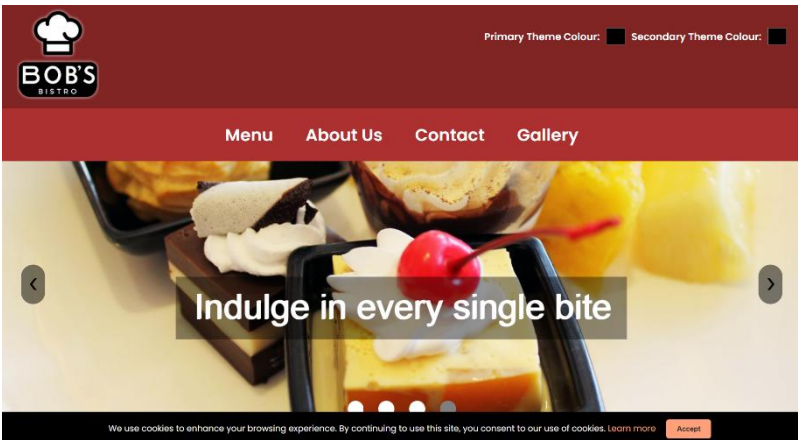 BOB'S
BISTRO
Primary Theme Colour: Secondary Theme Colour:
Menu About Us Contact Gallery
Indulge in every single bite
We use cookies to enhance your browsing experience. By continuing to use this site, you consent to our use of cookies. Learn more Accept